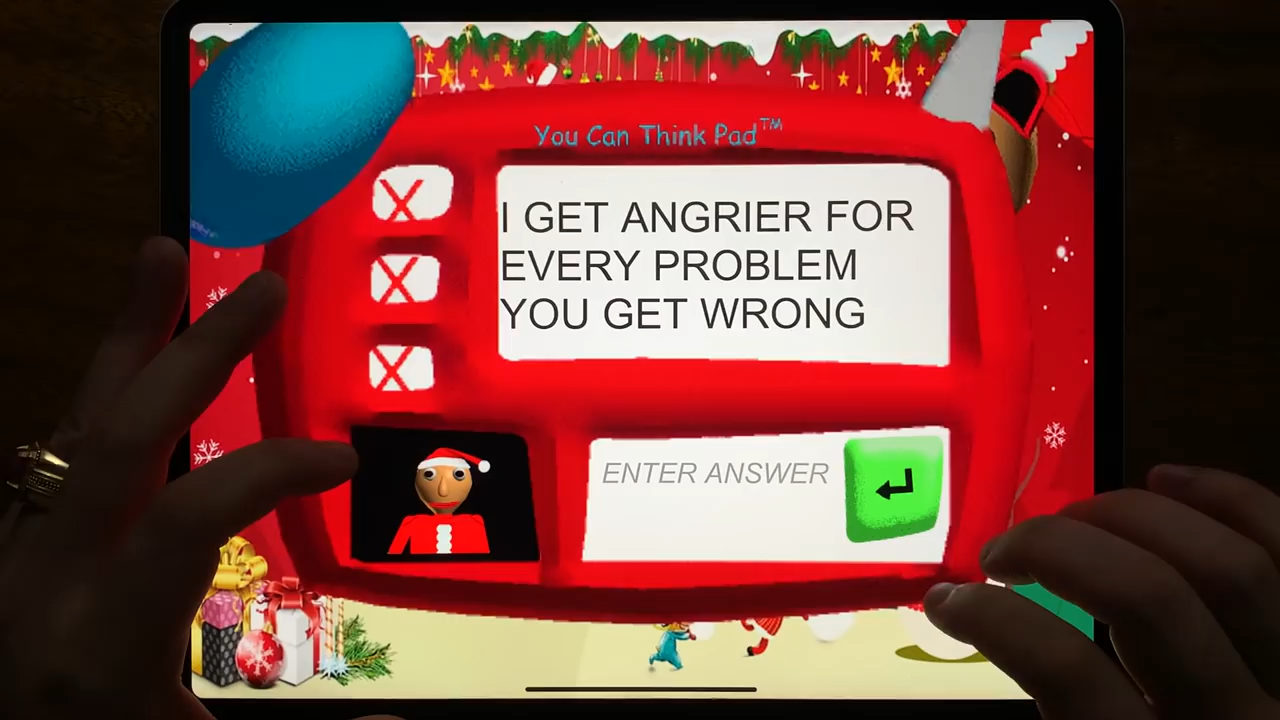 You Can Think Pad™
I GET ANGRIER FOR
EVERY PROBLEM
YOU GET WRONG
ENTER ANSWER